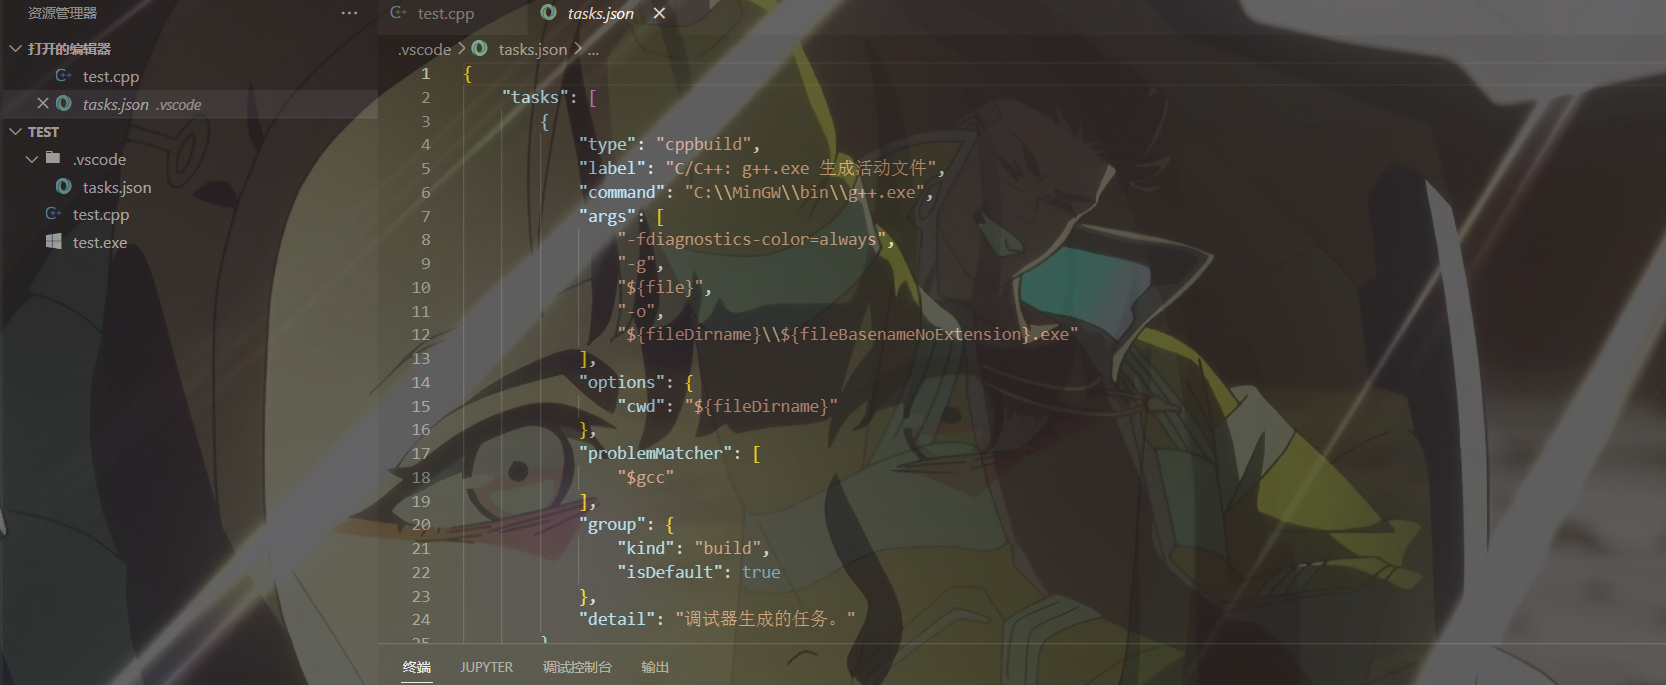 资源管理器 ···
test.cpp
tasks.json
打开的编辑器
test.cpp
tasks.json .vscode
TEST
.vscode
tasks.json
test.cpp
test.exe
.vscode > tasks.json > ...
1 {
2 "tasks": [
3 {
4 "type": "cppbuild",
5 "label": "C/C++: g++.exe 生成活动文件",
6 "command": "C:\\MinGW\\bin\\g++.exe",
7 "args": [
8 "-fdiagnostics-color=always",
9 "-g",
10 "${file}",
11 "-o",
12 "${fileDirname}\\${fileBasenameNoExtension}.exe"
13 ],
14 "options": {
15 "cwd": "${fileDirname}"
16 },
17 "problemMatcher": [
18 "$gcc"
19 ],
20 "group": {
21 "kind": "build",
22 "isDefault": true
23 },
24 "detail": "调试器生成的任务。"
25 }
终端 JUPYTER 调试控制台 输出